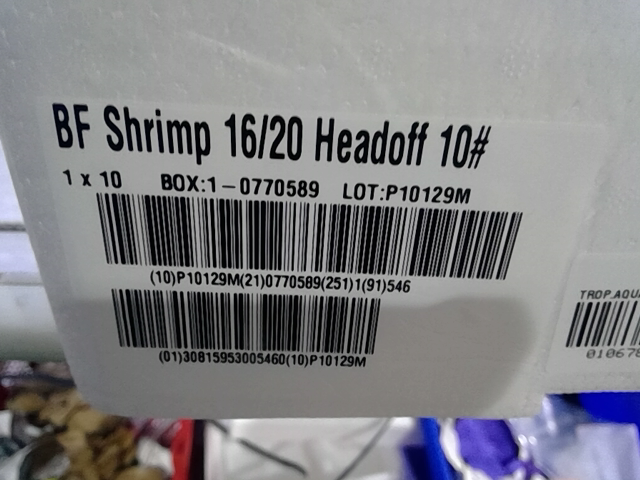 BF Shrimp 16/20 Headoff 10#
1 x 10 BOX:1-0770589 LOT:P10129M
(10)P10129M(21)0770589(251)1(91)546
(01)30815953005460(10)P10129M
TROP.AQU
01067